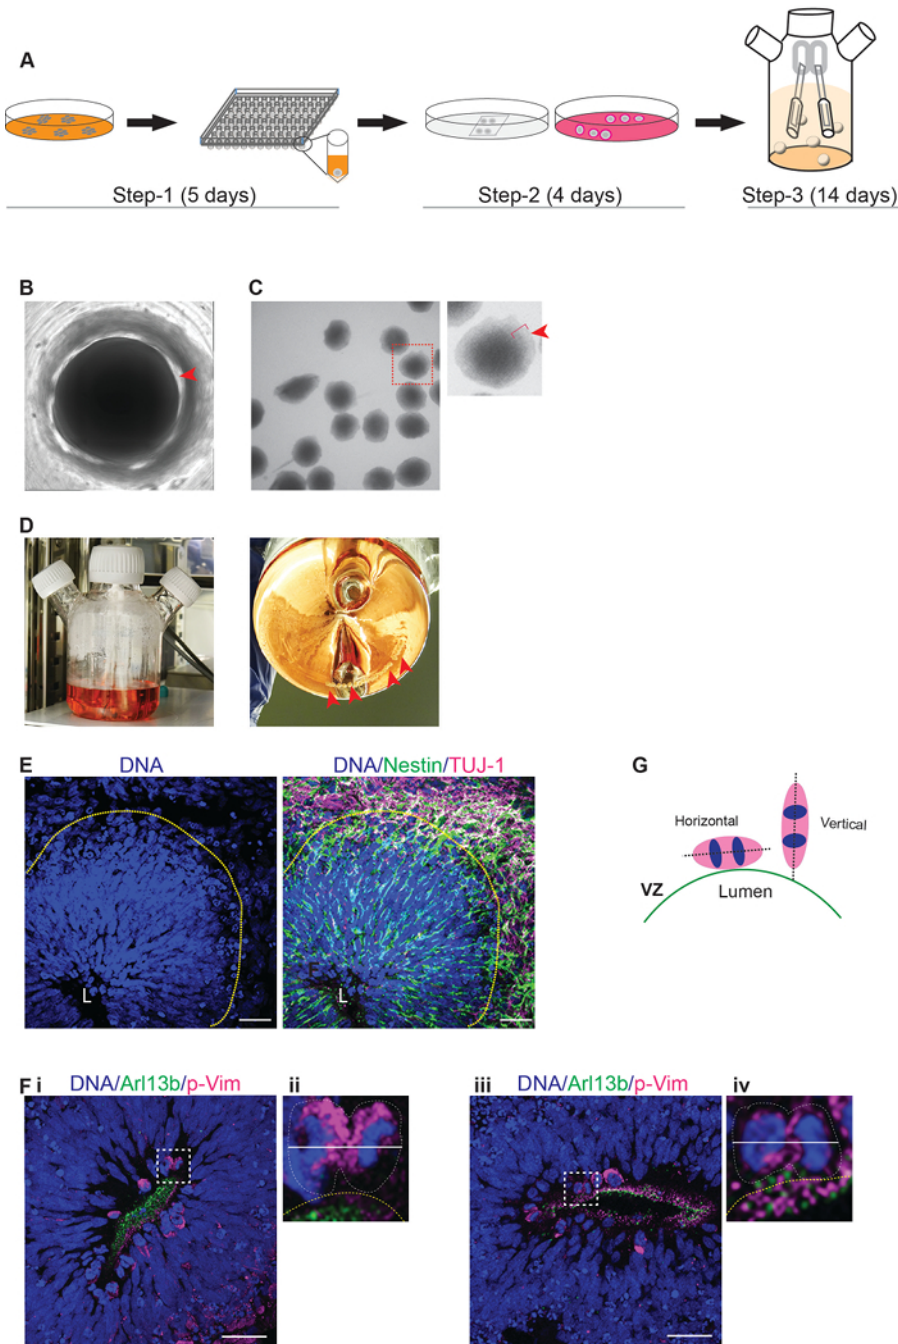 A
Step-1 (5 days)
Step-2 (4 days)
Step-3 (14 days)
B
C
D
E
DNA
DNA/Nestin/TUJ-1
G
L
L
Horizontal
Vertical
VZ
Lumen
F i
DNA/Arl13b/p-Vim
ii
iii
DNA/Arl13b/p-Vim
iv